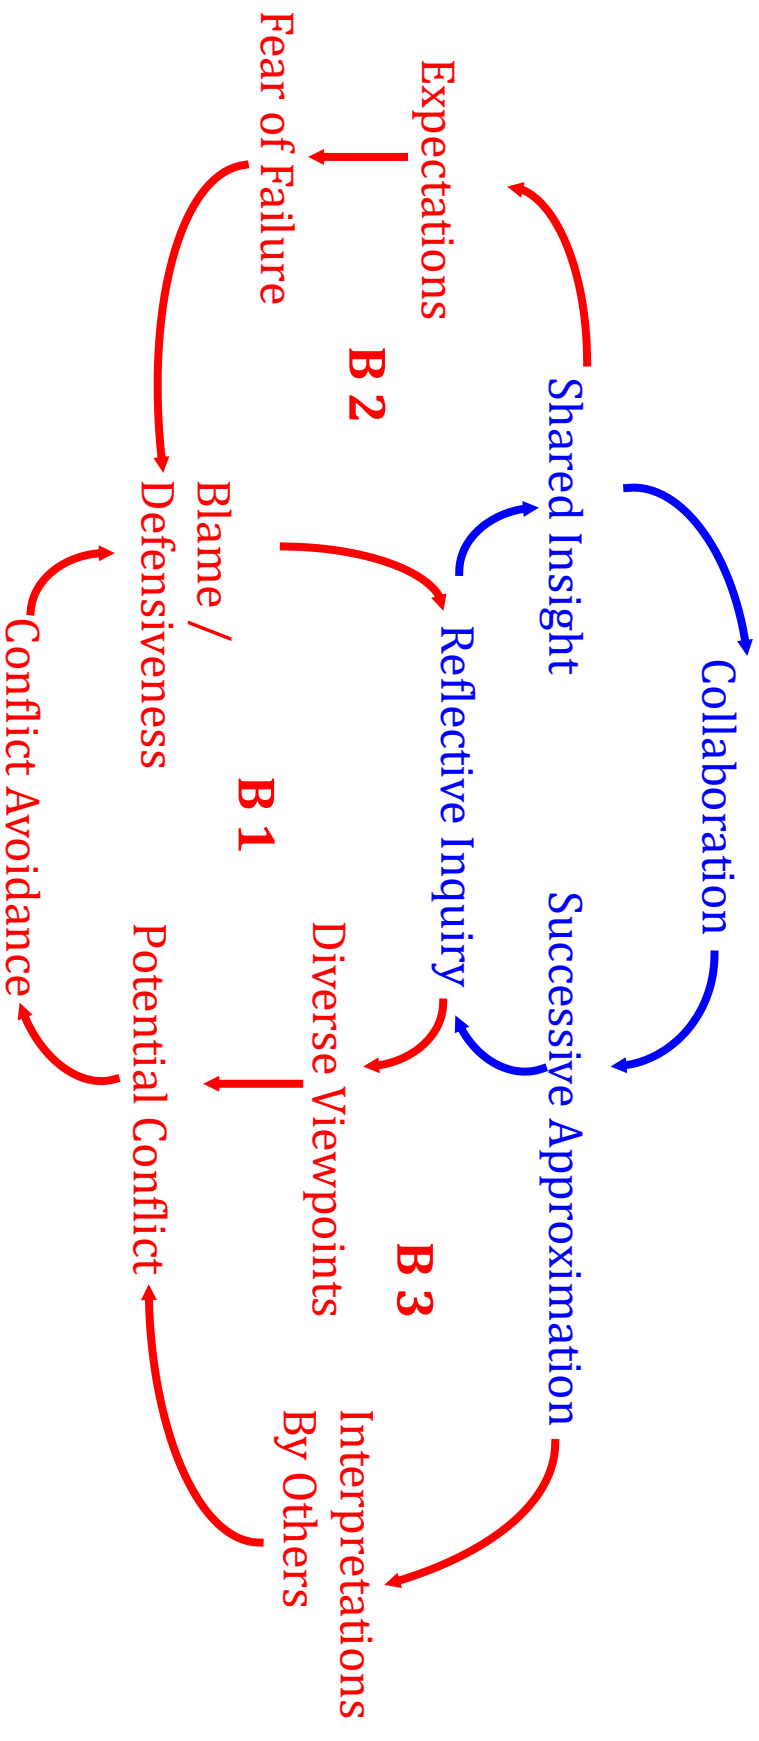 Collaboration
Shared Insight
Successive Approximation
Expectations
Reflective Inquiry
B 3
B 2
Interpretations
By Others
Diverse Viewpoints
Fear of Failure
B 1
Blame /
Defensiveness
Potential Conflict
Conflict Avoidance